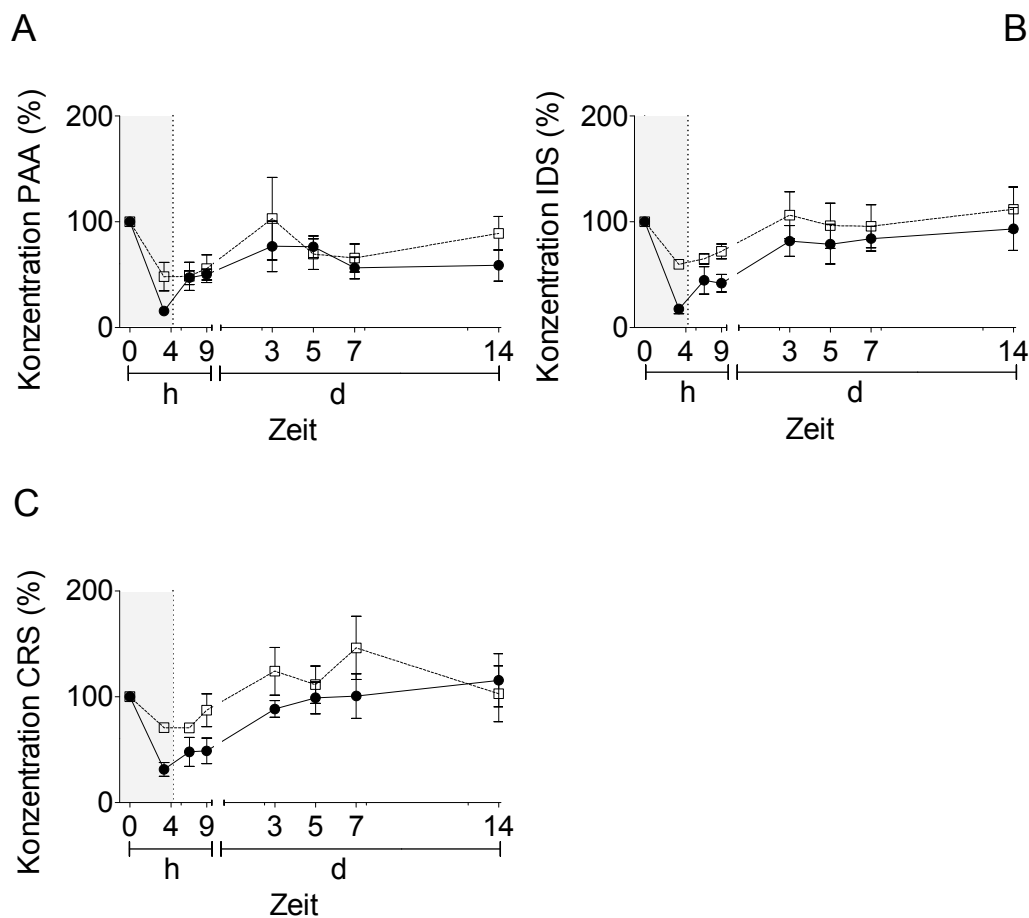 A
Konzentration PAA (%)
200
100
0
0 4 9 3 5 7 14
h d
Zeit
B
Konzentration IDS (%)
200
100
0
0 4 9 3 5 7 14
h d
Zeit
C
Konzentration CRS (%)
200
100
0
0 4 9 3 5 7 14
h d
Zeit